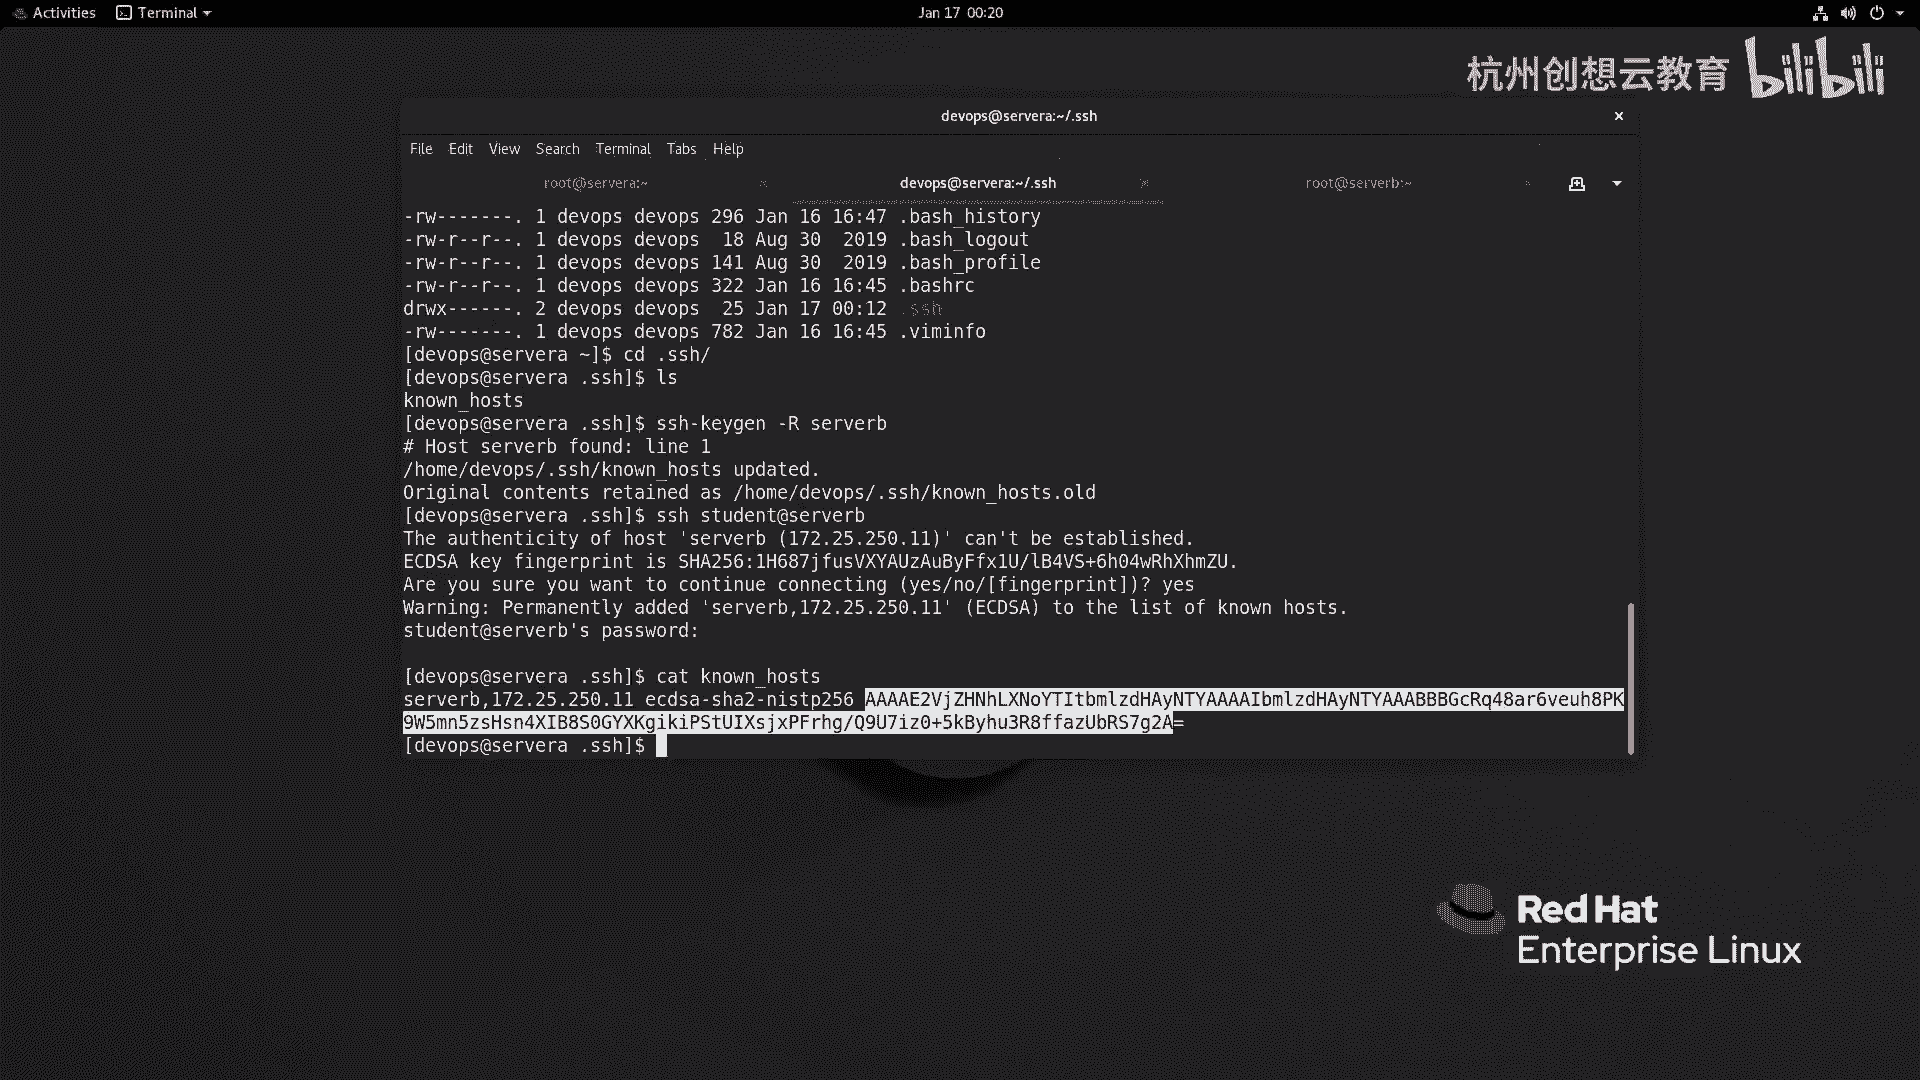 Activities Terminal Jan 17 00:20
杭州创想云教育 bilibili
devops@servera:~/.ssh
File Edit View Search Terminal Tabs Help
root@servera:~ devops@servera:~/.ssh root@serverb:~
-rw-------. 1 devops devops 296 Jan 16 16:47 .bash_history
-rw-r--r--. 1 devops devops  18 Aug 30  2019 .bash_logout
-rw-r--r--. 1 devops devops 141 Aug 30  2019 .bash_profile
-rw-r--r--. 1 devops devops 322 Jan 16 16:45 .bashrc
drwx------. 2 devops devops  25 Jan 17 00:12 .ssh
-rw-------. 1 devops devops 782 Jan 16 16:45 .viminfo
[devops@servera ~]$ cd .ssh/
[devops@servera .ssh]$ ls
known_hosts
[devops@servera .ssh]$ ssh-keygen -R serverb
# Host serverb found: line 1
/home/devops/.ssh/known_hosts updated.
Original contents retained as /home/devops/.ssh/known_hosts.old
[devops@servera .ssh]$ ssh student@serverb
The authenticity of host 'serverb (172.25.250.11)' can't be established.
ECDSA key fingerprint is SHA256:1H687jfusVXYAUzAuByFfx1U/lB4VS+6h04wRhXhmZU.
Are you sure you want to continue connecting (yes/no/[fingerprint])? yes
Warning: Permanently added 'serverb,172.25.250.11' (ECDSA) to the list of known hosts.
student@serverb's password:
[devops@servera .ssh]$ cat known_hosts
serverb,172.25.250.11 ecdsa-sha2-nistp256 AAAAE2VjZHNhLXNoYTItbmlzdHAyNTYAAAAIbmlzdHAyNTYAAABBBGcRq48ar6veuh8PK
9W5mn5zsHsn4XIB8S0GYXKgikiPStUIXsjxPFrhg/Q9U7iz0+5kByhu3R8ffazUbRS7g2A=
[devops@servera .ssh]$
Red Hat
Enterprise Linux